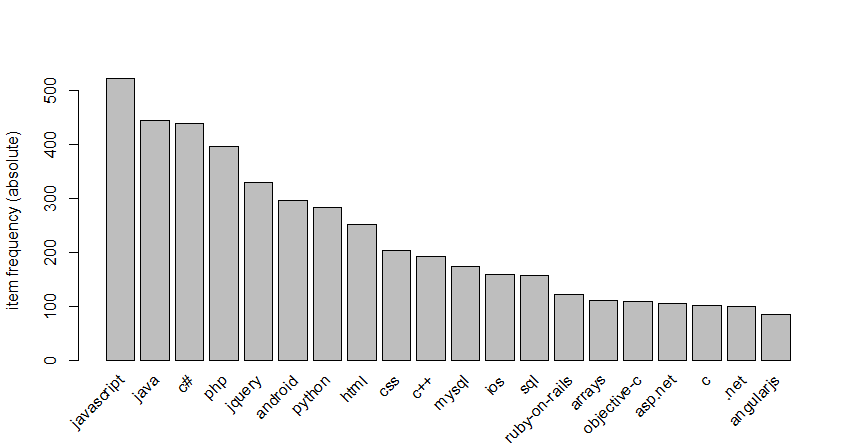 item frequency (absolute)
500
400
300
200
100
0
javascript
java
c#
php
jquery
android
python
html
css
c++
mysql
ios
sql
ruby-on-rails
arrays
objective-c
asp.net
c
.net
angularjs